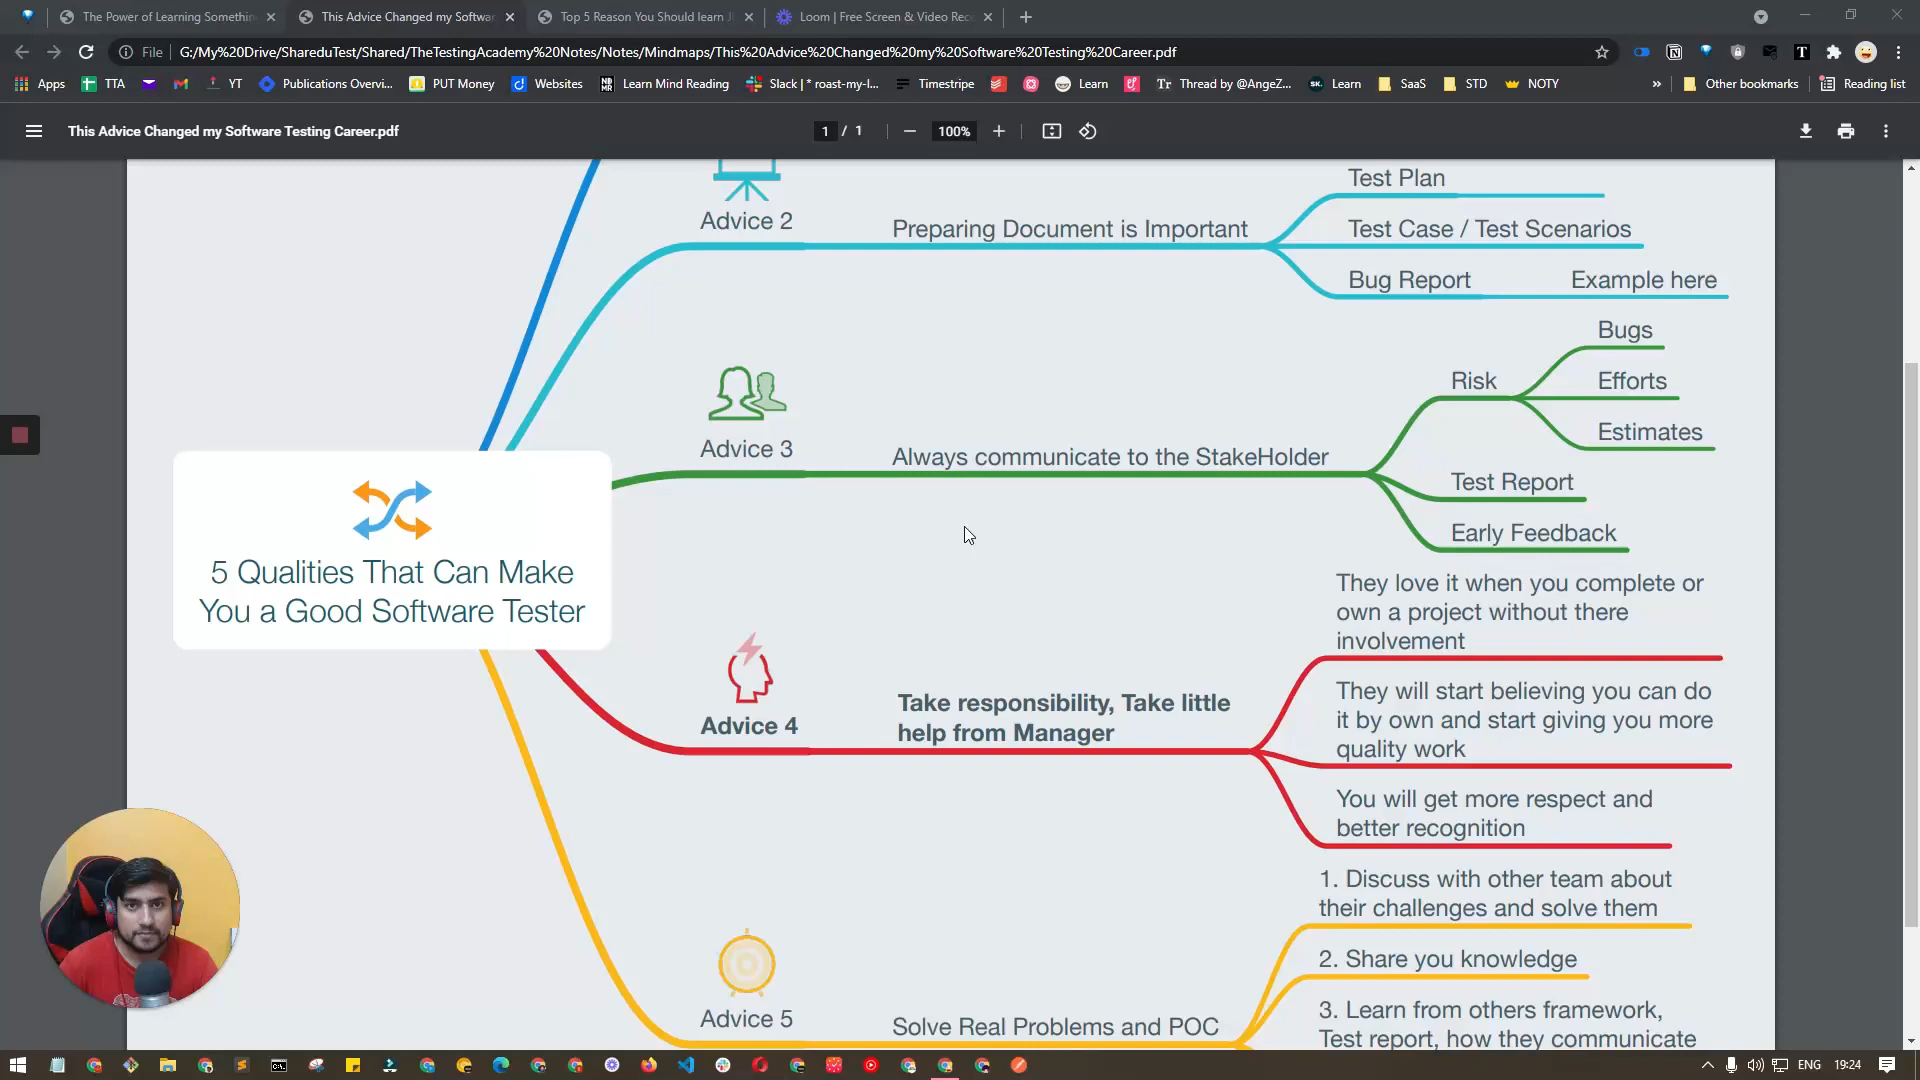 The Power of Learning Somethin
This Advice Changed my Softwar
Top 5 Reason You Should learn JI
Loom | Free Screen & Video Rec
File
G:/My%20Drive/ShareduTest/Shared/TheTestingAcademy%20Notes/Notes/Mindmaps/This%20Advice%20Changed%20my%20Software%20Testing%20Career.pdf
Apps
TTA
YT
Publications Overvi...
PUT Money
Websites
Learn Mind Reading
Slack | * roast-my-l...
Timestripe
Learn
Tr
Thread by @AngeZ...
Learn
SaaS
STD
NOTY
Other bookmarks
Reading list
This Advice Changed my Software Testing Career.pdf
1 / 1
100%
Test Plan
Advice 2
Preparing Document is Important
Test Case / Test Scenarios
Bug Report
Example here
Bugs
Risk
Efforts
Estimates
Advice 3
Always communicate to the StakeHolder
Test Report
Early Feedback
5 Qualities That Can Make
You a Good Software Tester
They love it when you complete or
own a project without there
involvement
Advice 4
Take responsibility, Take little
help from Manager
They will start believing you can do
it by own and start giving you more
quality work
You will get more respect and
better recognition
1. Discuss with other team about
their challenges and solve them
2. Share you knowledge
Advice 5
Solve Real Problems and POC
3. Learn from others framework,
Test report, how they communicate
ENG
19:24